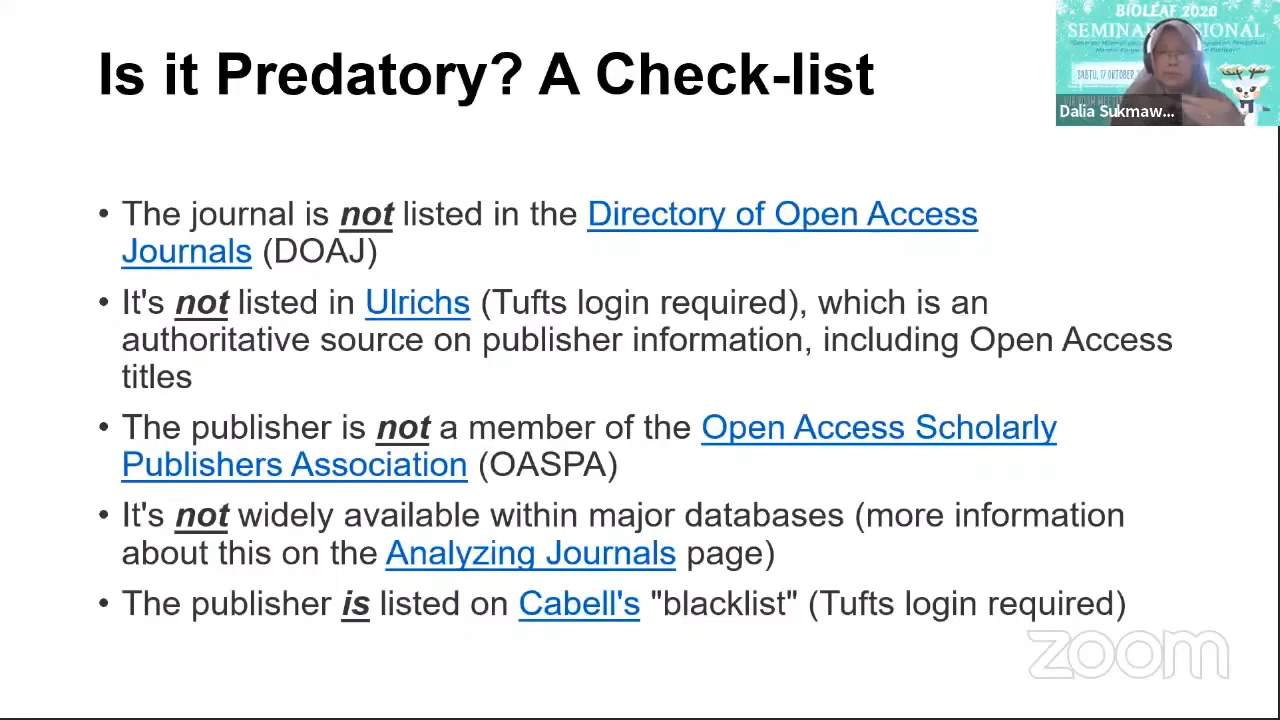 Is it Predatory? A Check-list
BIOLEAF 2020
SEMINAR
SABTU, 17 OKTOBER
Dalia Sukmaw...
• The journal is not listed in the Directory of Open Access
Journals (DOAJ)
• It's not listed in Ulrichs (Tufts login required), which is an
authoritative source on publisher information, including Open Access
titles
• The publisher is not a member of the Open Access Scholarly
Publishers Association (OASPA)
• It's not widely available within major databases (more information
about this on the Analyzing Journals page)
• The publisher is listed on Cabell's "blacklist" (Tufts login required)
zoom